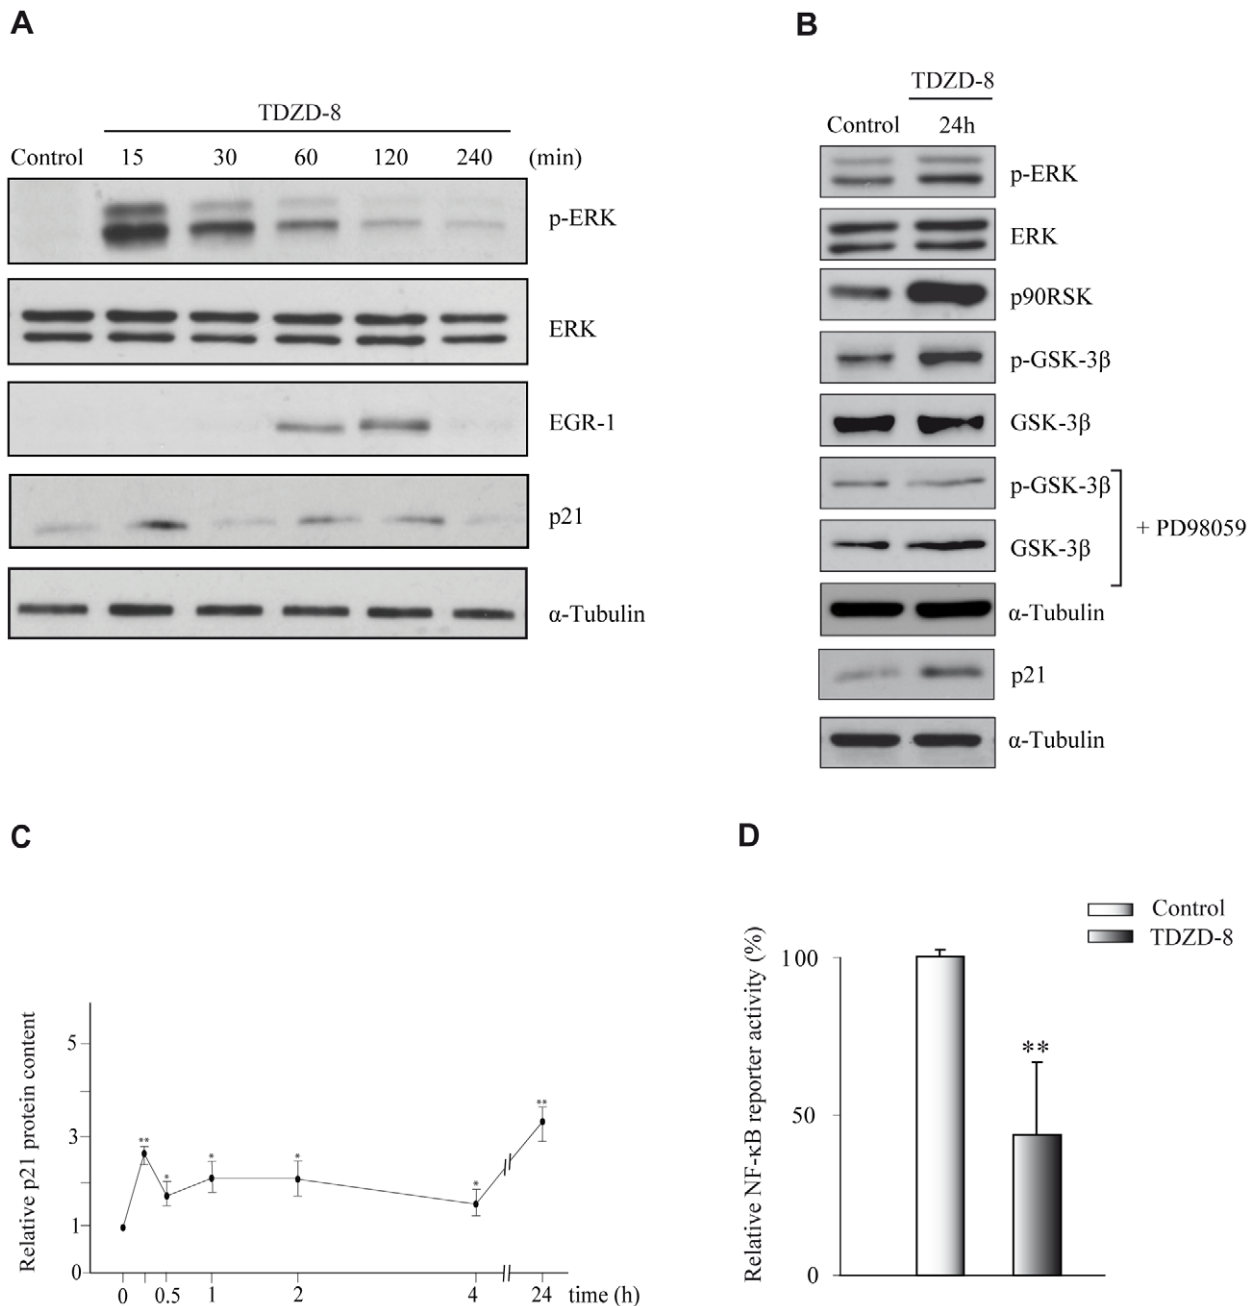 A
TDZD-8
Control 15 30 60 120 240 (min)
p-ERK
ERK
EGR-1
p21
α-Tubulin
B
TDZD-8
Control 24h
p-ERK
ERK
p90RSK
p-GSK-3β
GSK-3β
p-GSK-3β
+ PD98059
GSK-3β
α-Tubulin
p21
α-Tubulin
C
Relative p21 protein content
5
3
1
0
** * * * * **
0 0.5 1 2 4 24 time (h)
D
Control
TDZD-8
Relative NF-κB reporter activity (%)
100
50
0
**